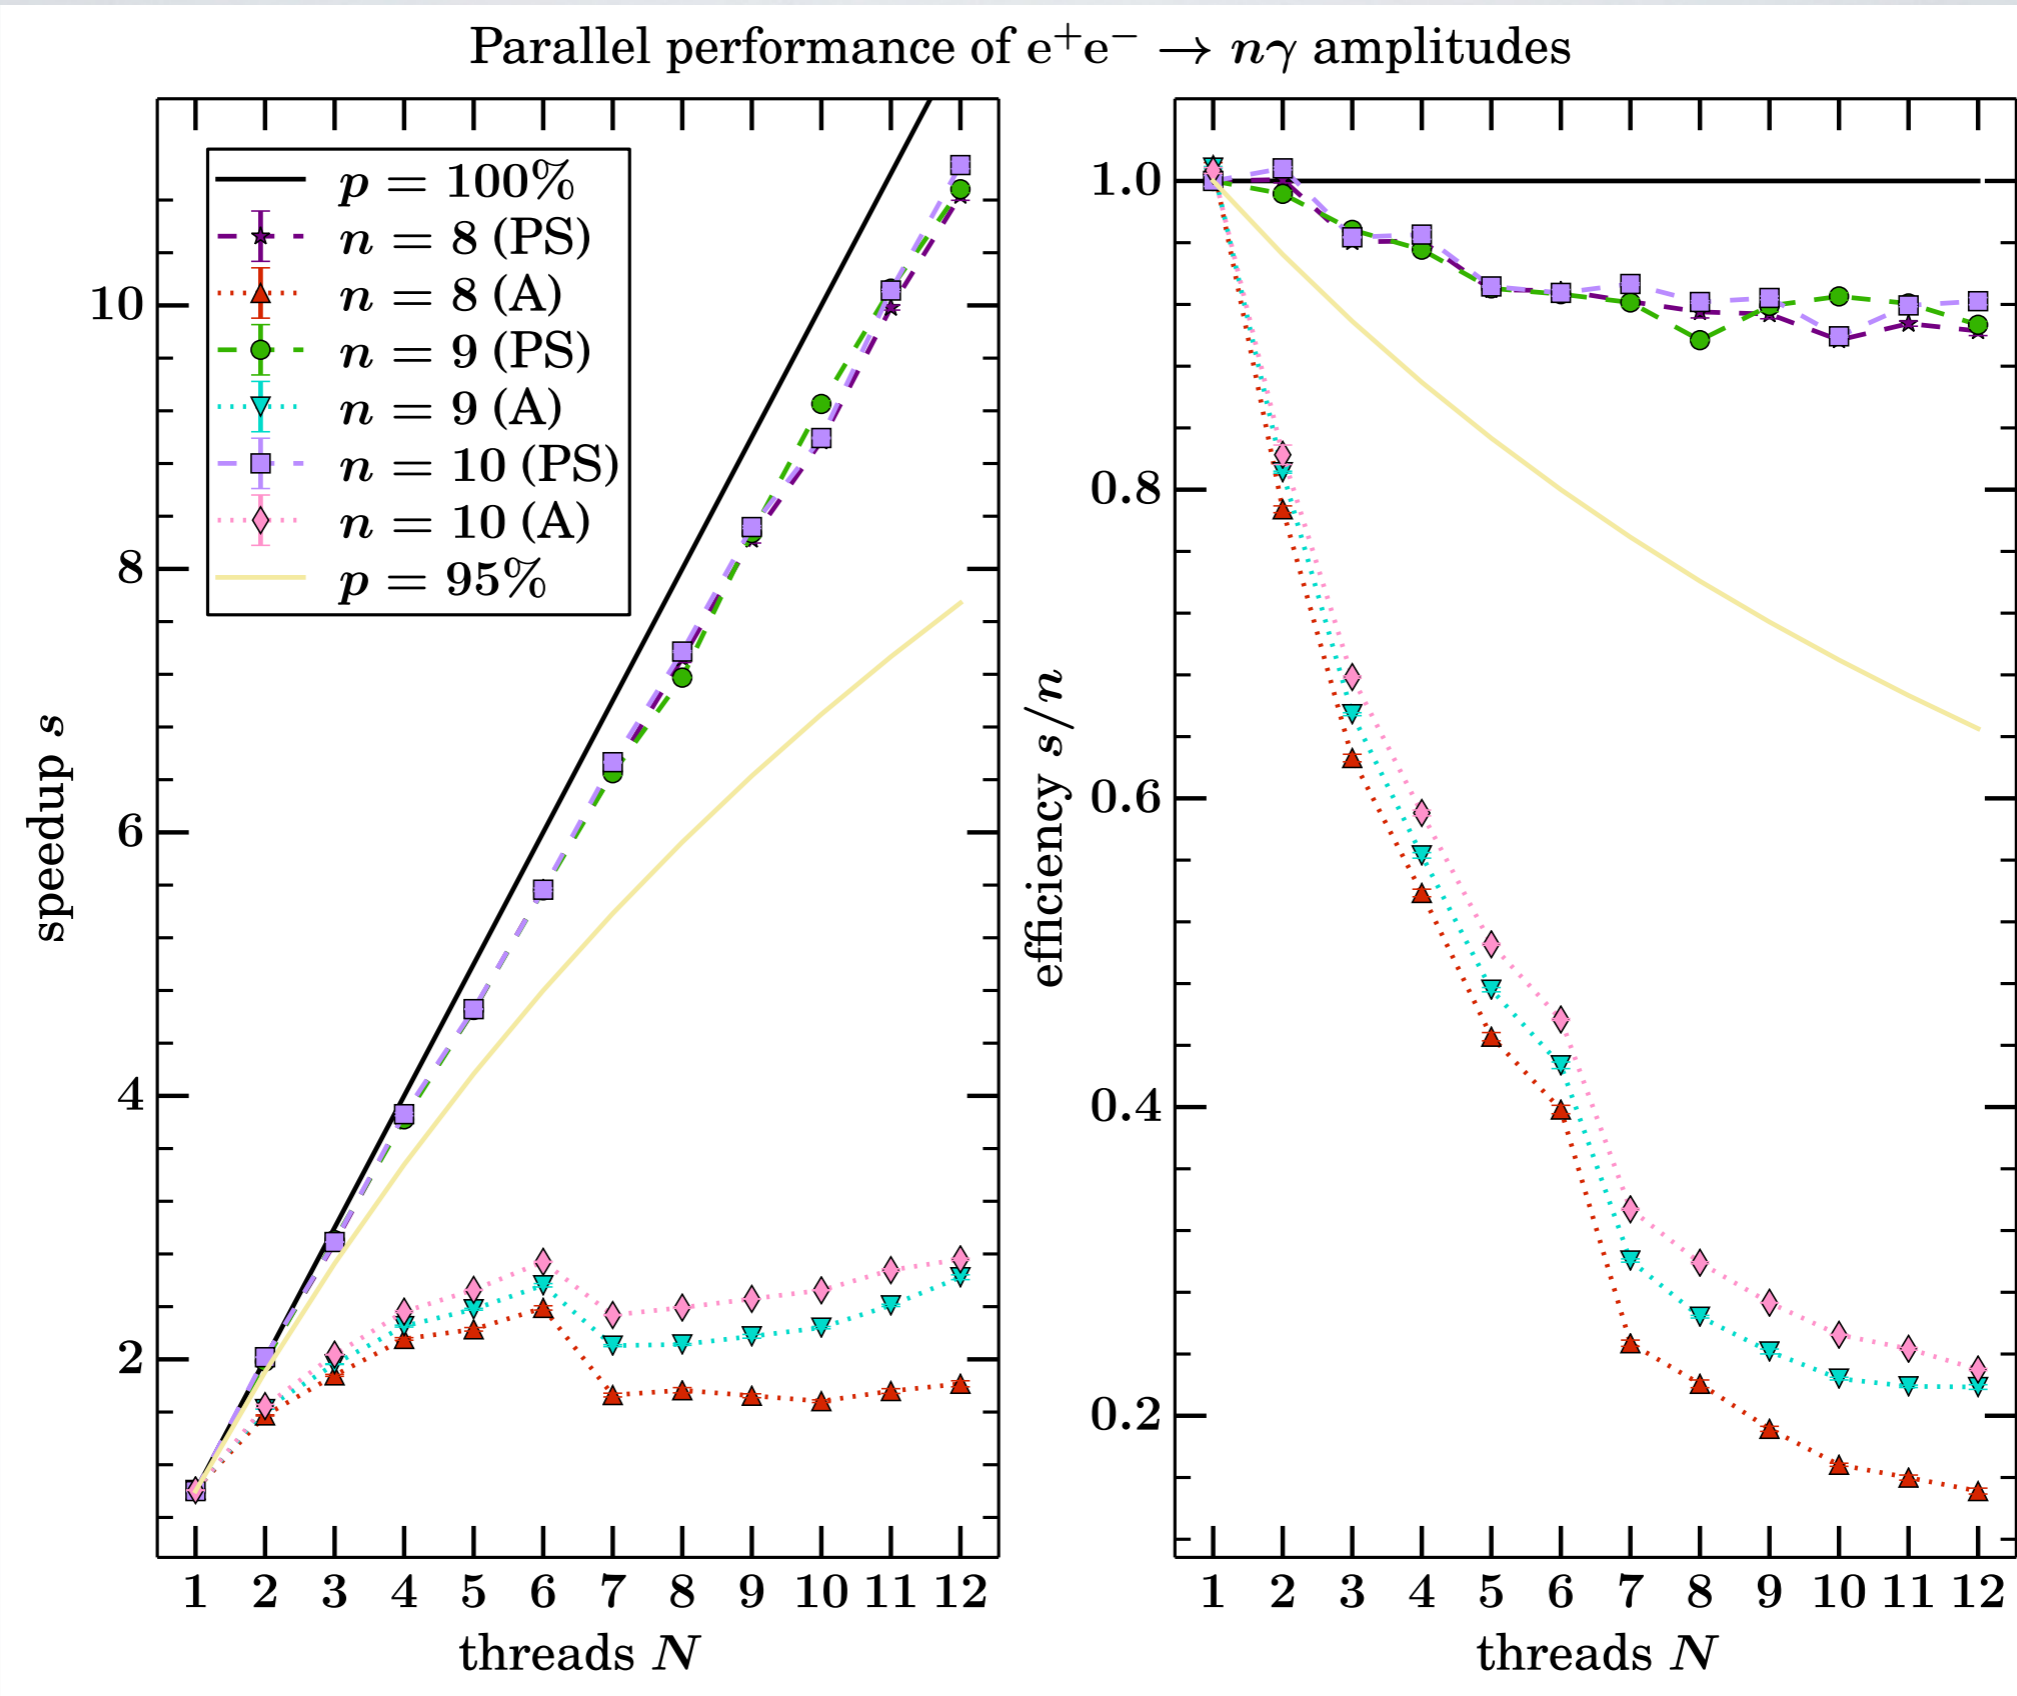 Parallel performance of e⁺e⁻ → nγ amplitudes
p = 100%
n = 8 (PS)
n = 8 (A)
n = 9 (PS)
n = 9 (A)
n = 10 (PS)
n = 10 (A)
p = 95%
speedup s
10
8
6
4
2
1 2 3 4 5 6 7 8 9 10 11 12
threads N
efficiency s/n
1.0
0.8
0.6
0.4
0.2
1 2 3 4 5 6 7 8 9 10 11 12
threads N